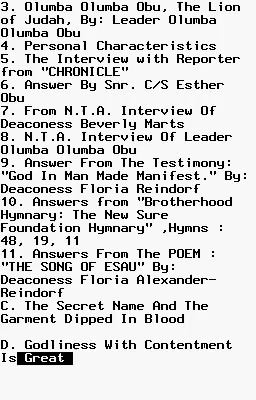 3. Olumba Olumba Obu, The Lion
of Judah, By: Leader Olumba
Olumba Obu
4. Personal Characteristics
5. The Interview with Reporter
from "CHRONICLE"
6. Answer By Snr. C/S Esther
Obu
7. From N.T.A. Interview Of
Deaconess Beverly Marts
8. N.T.A. Interview Of Leader
Olumba Olumba Obu
9. Answer From The Testimony:
"God In Man Made Manifest." By:
Deaconess Floria Reindorf
10. Answers from "Brotherhood
Hymnary: The New Sure
Foundation Hymnary" ,Hymns :
48, 19, 11
11. Answers From The POEM :
"THE SONG OF ESAU" By:
Deaconess Floria Alexander-
Reindorf
C. The Secret Name And The
Garment Dipped In Blood
D. Godliness With Contentment
Is Great